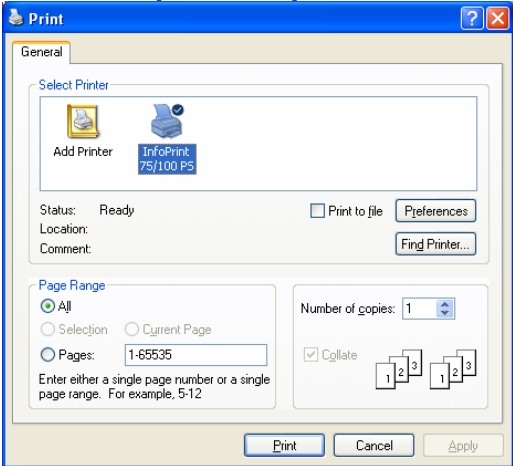 Print
General
Select Printer
Add Printer
InfoPrint
75/100 PS
Status: Ready
Location:
Comment:
Print to file
Preferences
Find Printer...
Page Range
All
Selection
Current Page
Pages: 1-65535
Enter either a single page number or a single
page range. For example, 5-12
Number of copies: 1
Collate
1 2 3 1 2 3
Print
Cancel
Apply